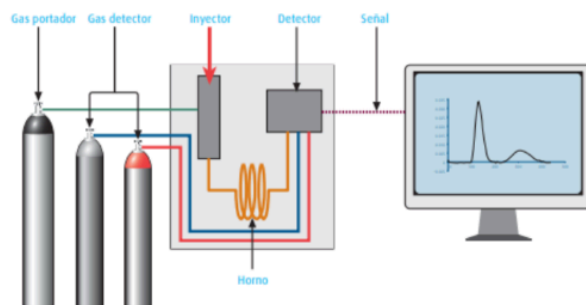 Gas portador
Gas detector
Inyector
Detector
Señal
Horno